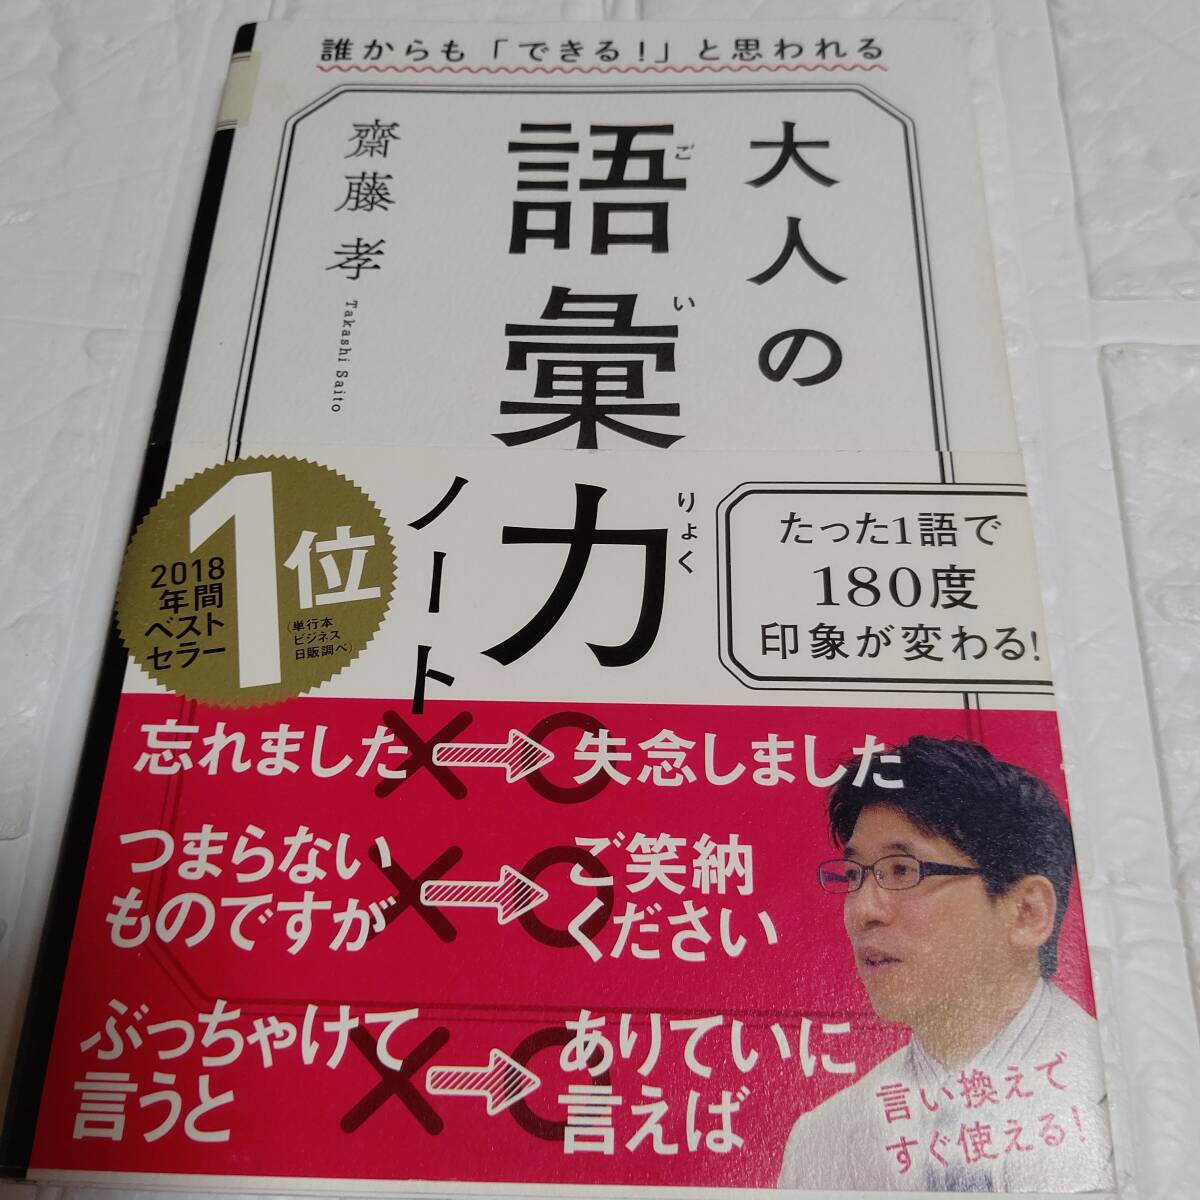 誰からも「できる!」と思われる
大人の
語彙力
ごいりょく
ノート
齋藤 孝
Takashi Saito
2018
年間
ベスト
セラー
1位
(単行本
ビジネス
日販調べ)
たった1語で
180度
印象が変わる!
忘れました
失念しました
つまらない
ものですが
ご笑納
ください
ぶっちゃけて
言うと
ありていに
言えば
言い換えで
すぐ使える!